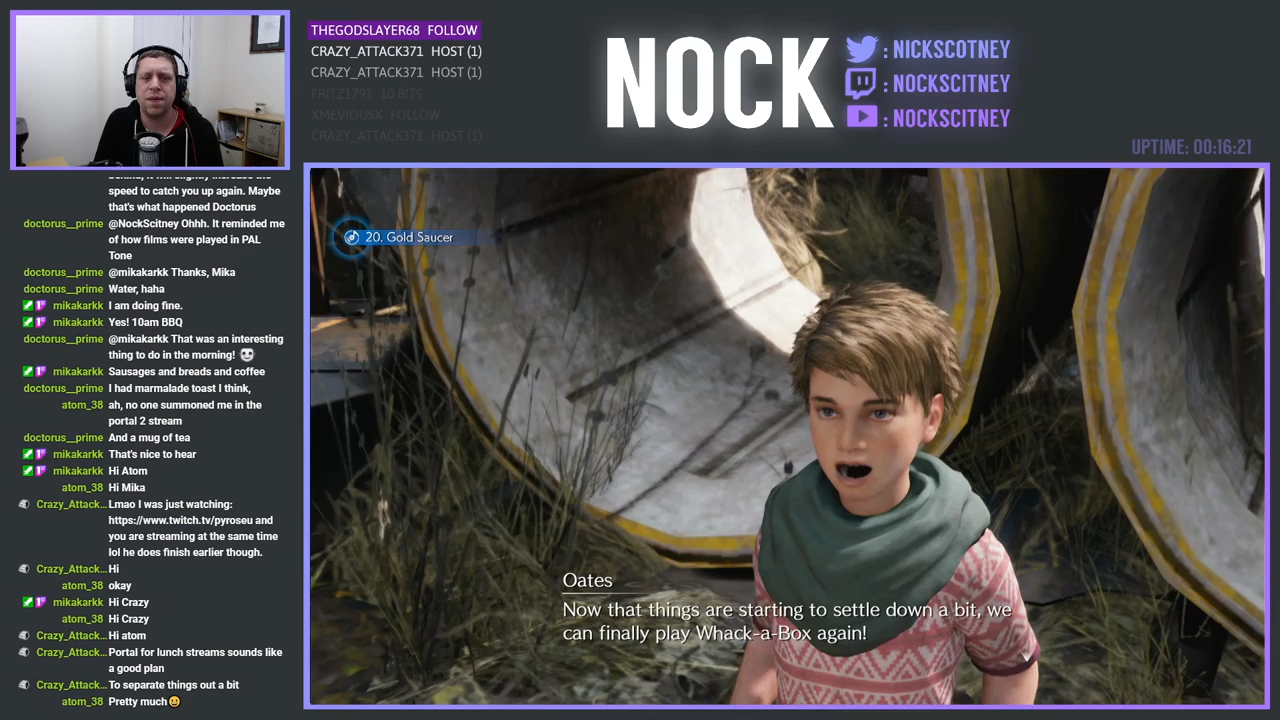 THEGODSLAYER68 FOLLOW
CRAZY_ATTACK371 HOST (1)
CRAZY_ATTACK371 HOST (1)
FRITZ1791 10 BITS
XMEVIOUSX FOLLOW
CRAZY_ATTACK371 HOST (1)
NOCK
: NICKSCOTNEY
: NOCKSCITNEY
: NOCKSCITNEY
UPTIME: 00:16:21
speed to catch you up again. Maybe
that's what happened Doctorus
doctorus__prime @NockScitney Ohhh. It reminded me
of how films were played in PAL
Tone
doctorus__prime @mikakarkk Thanks, Mika
doctorus__prime Water, haha
mikakarkk I am doing fine.
mikakarkk Yes! 10am BBQ
doctorus__prime @mikakarkk That was an interesting
thing to do in the morning!
mikakarkk Sausages and breads and coffee
doctorus__prime I had marmalade toast I think,
atom_38 ah, no one summoned me in the
portal 2 stream
doctorus__prime And a mug of tea
mikakarkk That's nice to hear
mikakarkk Hi Atom
atom_38 Hi Mika
Crazy_Attack... Lmao I was just watching:
https://www.twitch.tv/pyroseu and
you are streaming at the same time
lol he does finish earlier though.
Crazy_Attack... Hi
atom_38 okay
mikakarkk Hi Crazy
atom_38 Hi Crazy
Crazy_Attack... Hi atom
Crazy_Attack... Portal for lunch streams sounds like
a good plan
Crazy_Attack... To separate things out a bit
atom_38 Pretty much
20. Gold Saucer
Oates
Now that things are starting to settle down a bit, we
can finally play Whack-a-Box again!